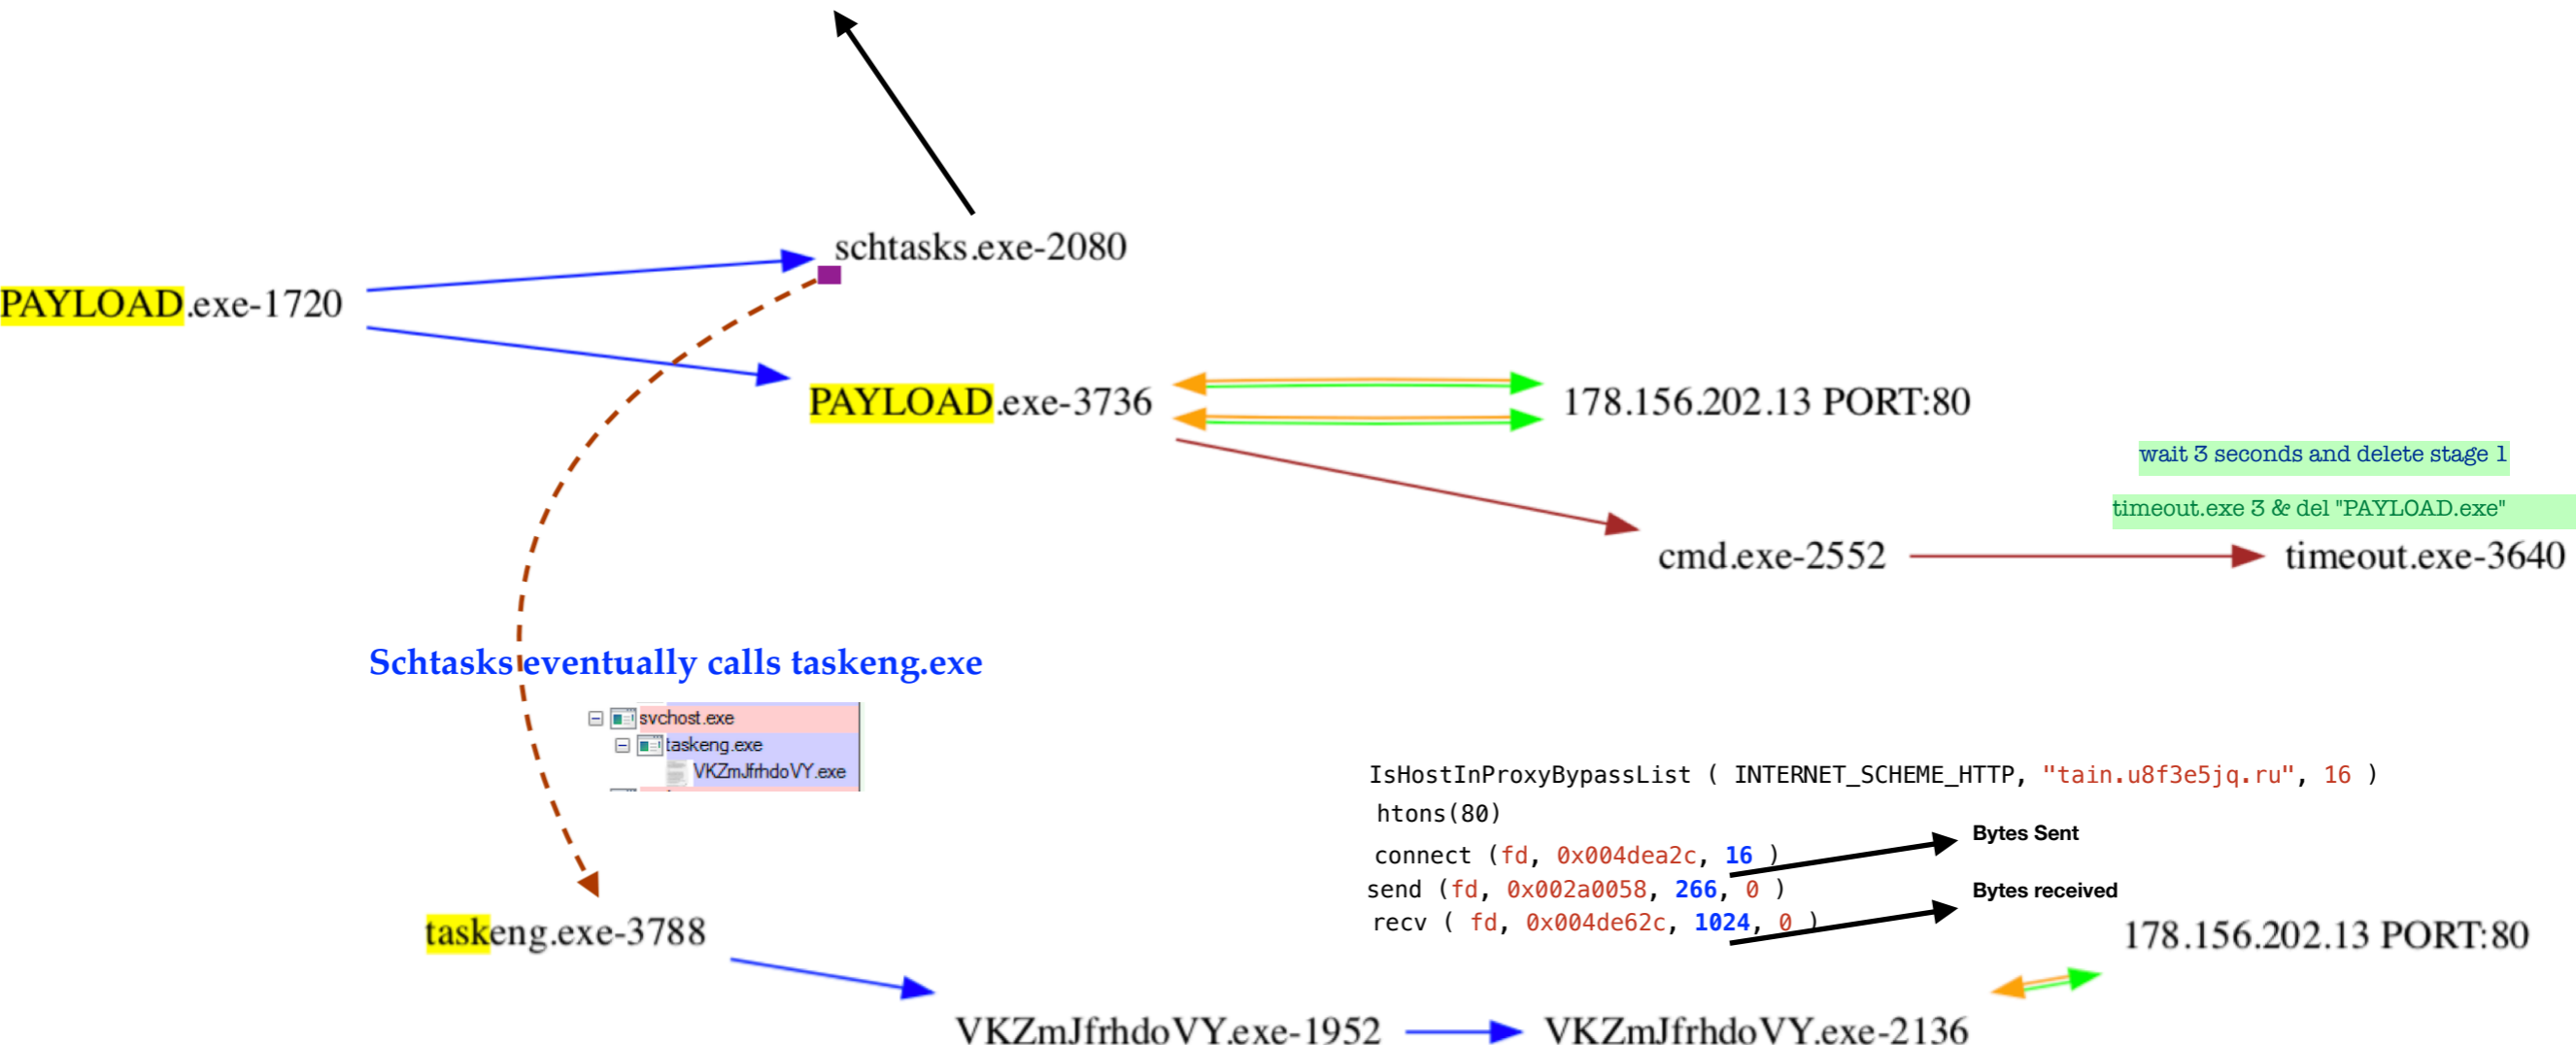 schtasks.exe-2080
PAYLOAD.exe-1720
PAYLOAD.exe-3736
178.156.202.13 PORT:80
wait 3 seconds and delete stage 1
timeout.exe 3 & del "PAYLOAD.exe"
cmd.exe-2552
timeout.exe-3640
Schtasks eventually calls taskeng.exe
svchost.exe
taskeng.exe
VKZmJfrhdoVY.exe
IsHostInProxyBypassList ( INTERNET_SCHEME_HTTP, "tain.u8f3e5jq.ru", 16 )
htons(80)
Bytes Sent
connect (fd, 0x004dea2c, 16 )
send (fd, 0x002a0058, 266, 0 )
Bytes received
recv ( fd, 0x004de62c, 1024, 0 )
taskeng.exe-3788
178.156.202.13 PORT:80
VKZmJfrhdoVY.exe-1952
VKZmJfrhdoVY.exe-2136